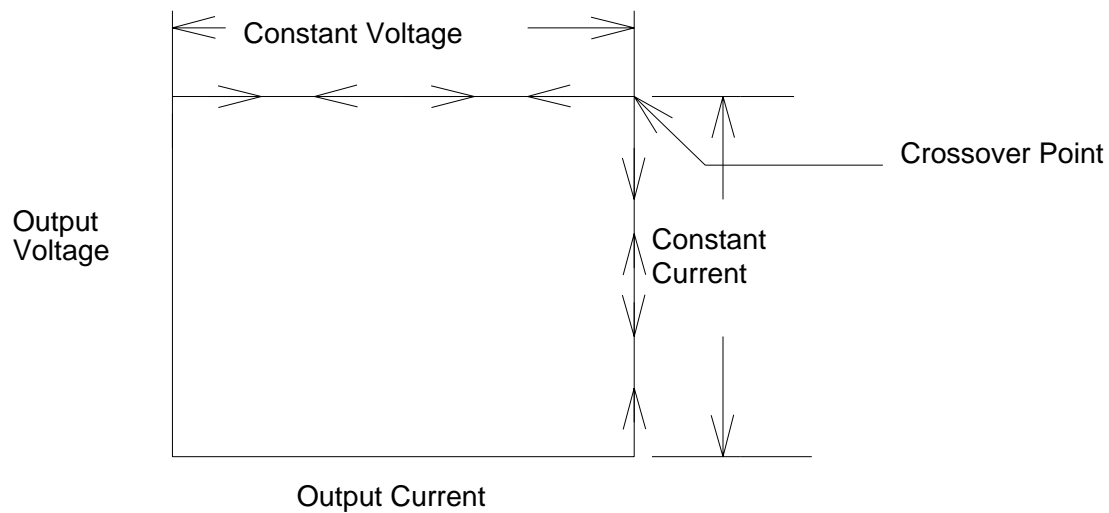 Constant Voltage
Crossover Point
Output
Voltage
Constant
Current
Output Current